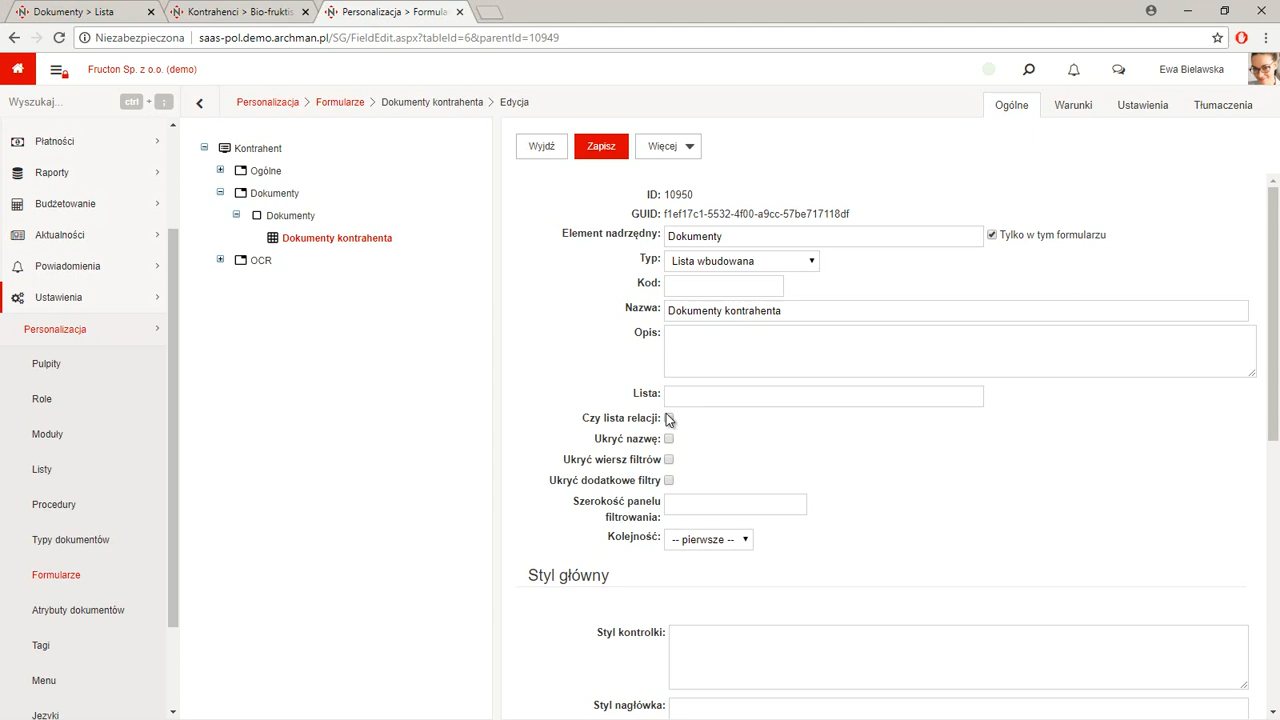 Dokumenty > Lista
Kontrahenci > Bio-fruktis
Personalizacja > Formula
Niezabezpieczona
saas-pol.demo.archman.pl/SG/FieldEdit.aspx?tableId=6&parentId=10949
Fructon Sp. z o.o. (demo)
Ewa Bielawska
Wyszukaj... ctrl + ;
Personalizacja > Formularze > Dokumenty kontrahenta > Edycja
Ogólne
Warunki
Ustawienia
Tłumaczenia
Płatności
Raporty
Budżetowanie
Aktualności
Powiadomienia
Ustawienia
Personalizacja
Pulpity
Role
Moduły
Listy
Procedury
Typy dokumentów
Formularze
Atrybuty dokumentów
Tagi
Menu
Języki
Kontrahent
Ogólne
Dokumenty
Dokumenty
Dokumenty kontrahenta
OCR
Wyjdź
Zapisz
Więcej
ID: 10950
GUID: f1ef17c1-5532-4f00-a9cc-57be717118df
Element nadrzędny: Dokumenty Tylko w tym formularzu
Typ: Lista wbudowana
Kod:
Nazwa: Dokumenty kontrahenta
Opis:
Lista:
Czy lista relacji:
Ukryć nazwę:
Ukryć wiersz filtrów
Ukryć dodatkowe filtry
Szerokość panelu
filtrowania:
Kolejność: -- pierwsze --
Styl główny
Styl kontrolki:
Styl nagłówka: